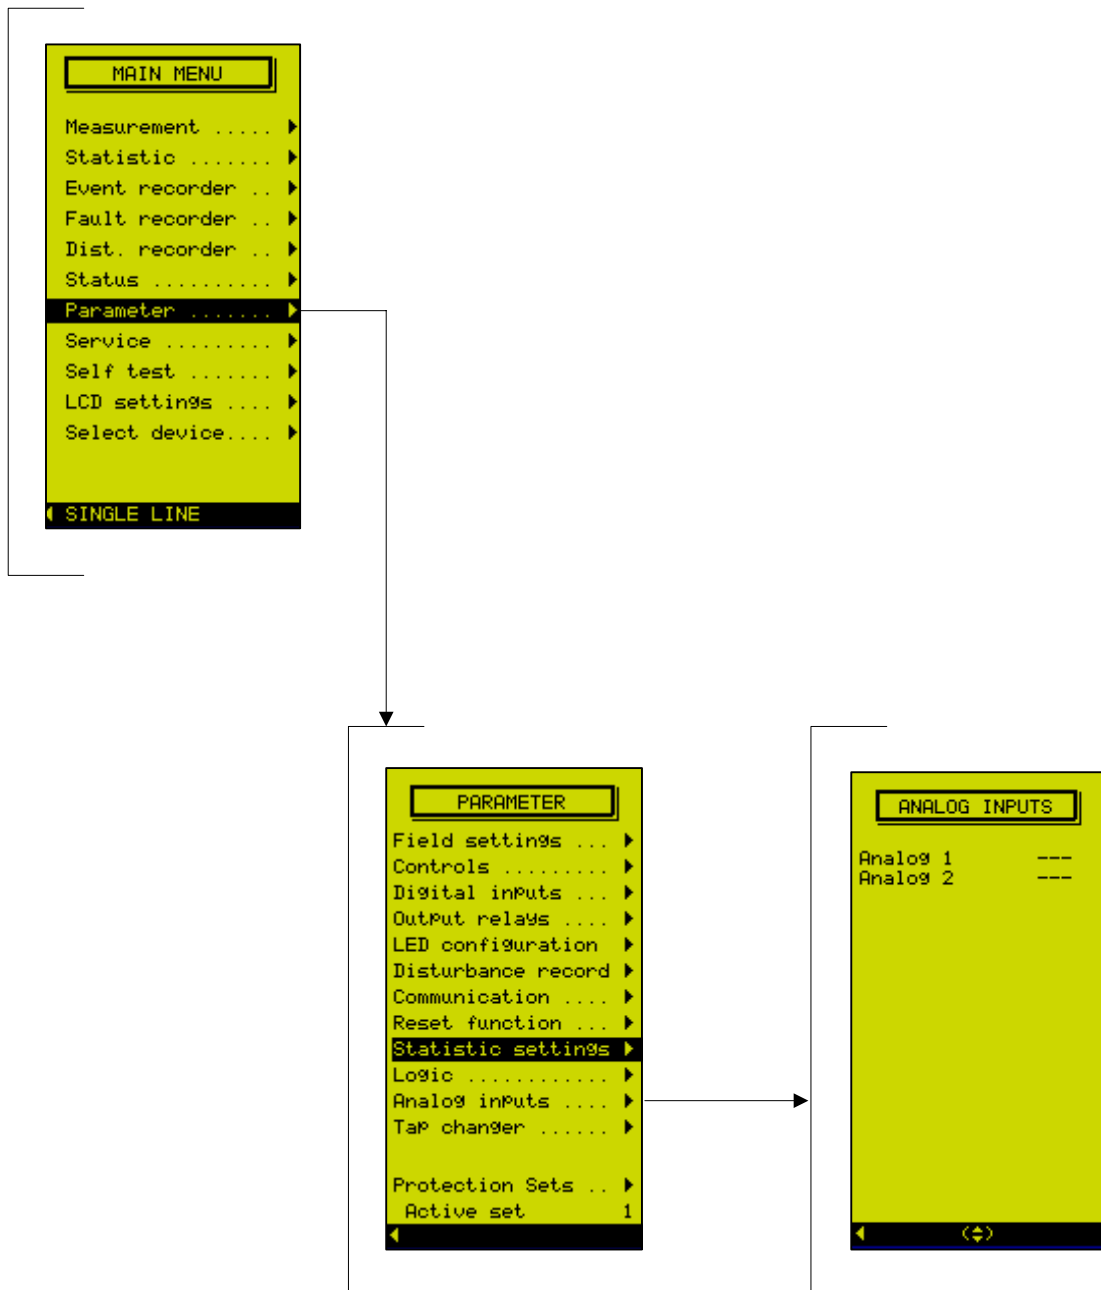 MAIN MENU
Measurement .....
Statistic .......
Event recorder ..
Fault recorder ..
Dist. recorder ..
Status ..........
Parameter .......
Service .........
Self test .......
LCD settings ....
Select device....
SINGLE LINE
PARAMETER
Field settings ...
Controls .........
Digital inputs ...
Output relays ....
LED configuration
Disturbance record
Communication ....
Reset function ...
Statistic settings
Logic ............
Analog inputs ....
Tap changer ......
Protection Sets ..
Active set 1
ANALOG INPUTS
Analog 1 ---
Analog 2 ---